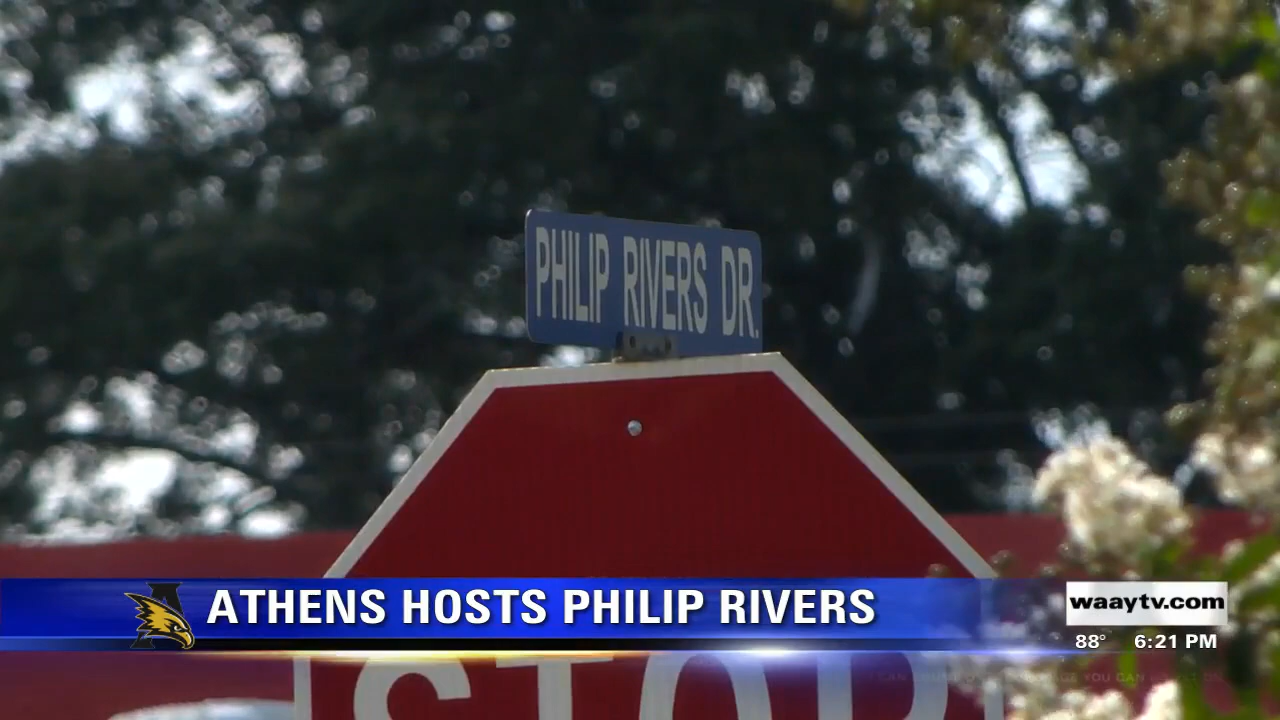 PHILIP RIVERS DR.
ATHENS HOSTS PHILIP RIVERS
waaytv.com
88° 6:21 PM
STOP